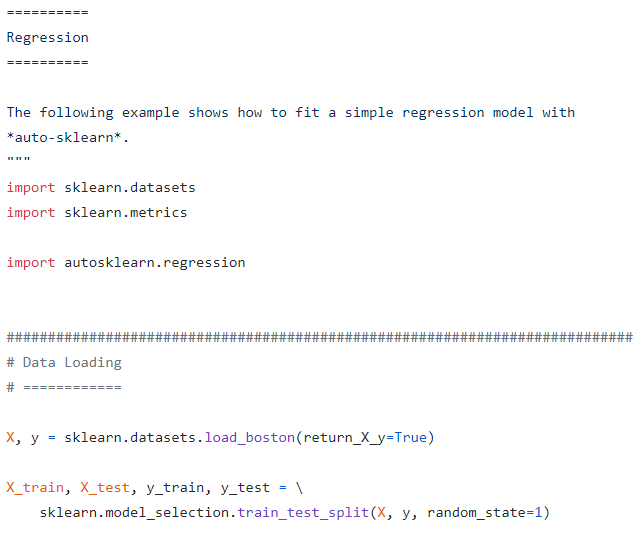 ==========
Regression
==========
The following example shows how to fit a simple regression model with
*auto-sklearn*.
"""
import sklearn.datasets
import sklearn.metrics
import autosklearn.regression
############################################################################
# Data Loading
# ============
X, y = sklearn.datasets.load_boston(return_X_y=True)
X_train, X_test, y_train, y_test = \
    sklearn.model_selection.train_test_split(X, y, random_state=1)